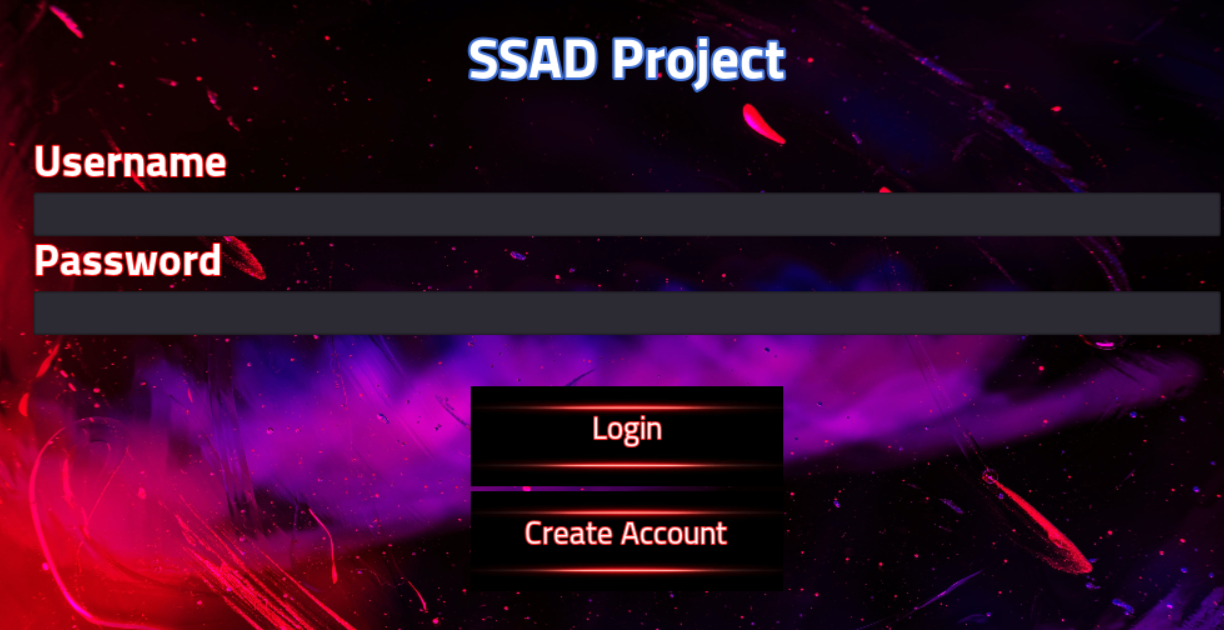 SSAD Project
Username
Password
Login
Create Account